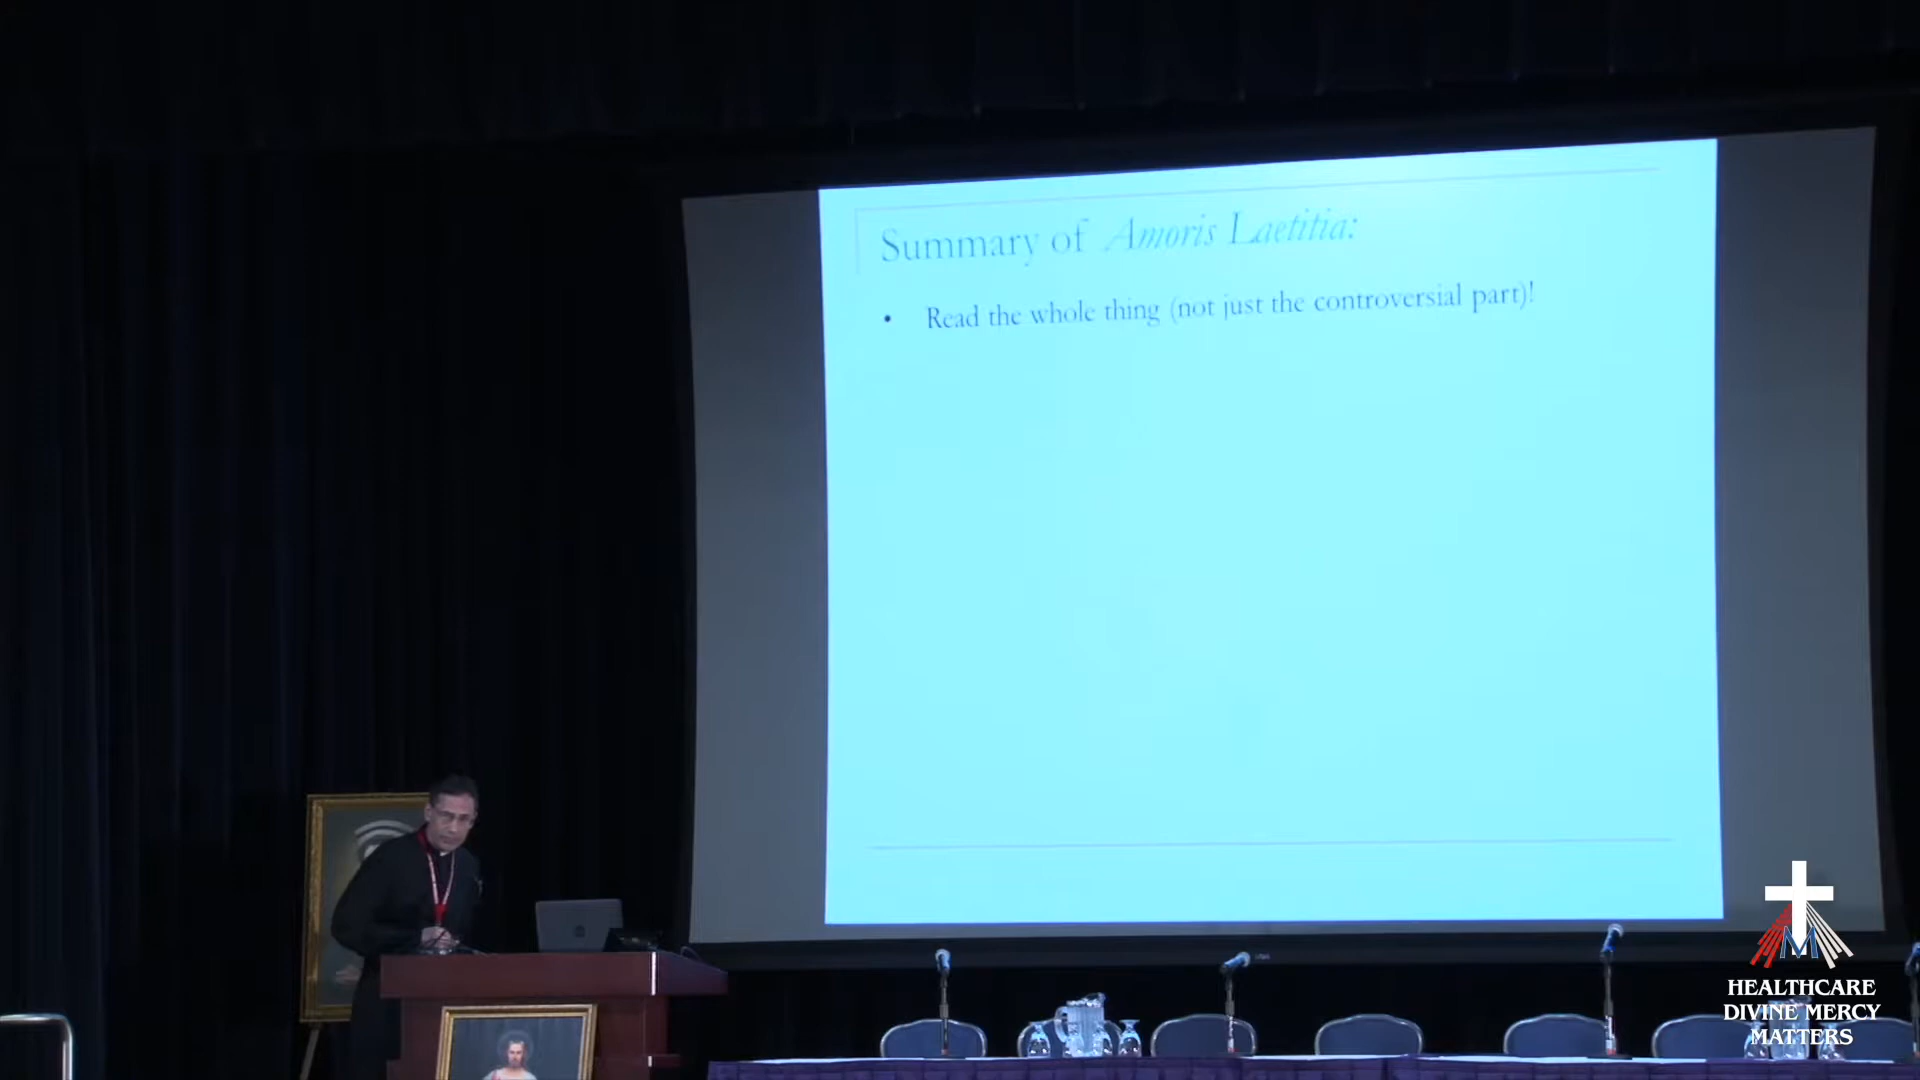 Summary of Amoris Laetitia:
• Read the whole thing (not just the controversial part)!
HEALTHCARE
DIVINE MERCY
MATTERS